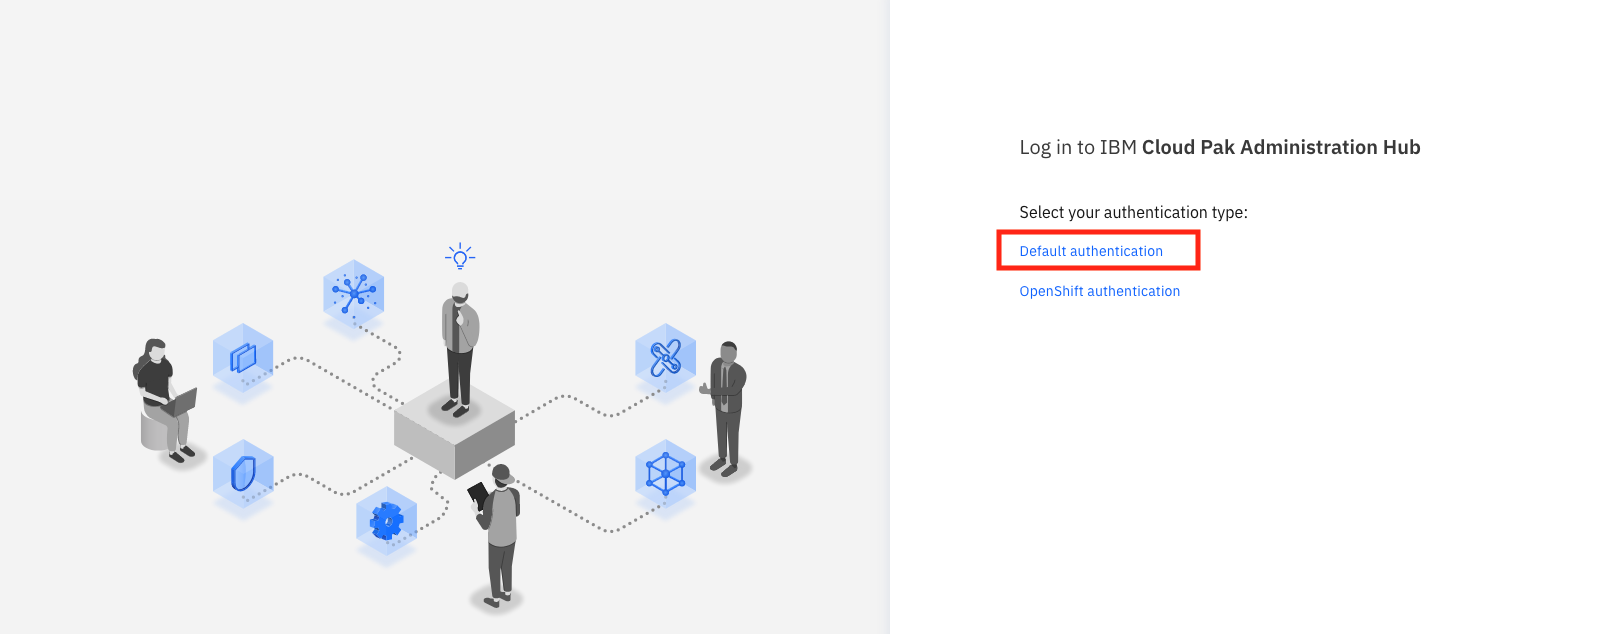 Log in to IBM Cloud Pak Administration Hub
Select your authentication type:
Default authentication
OpenShift authentication